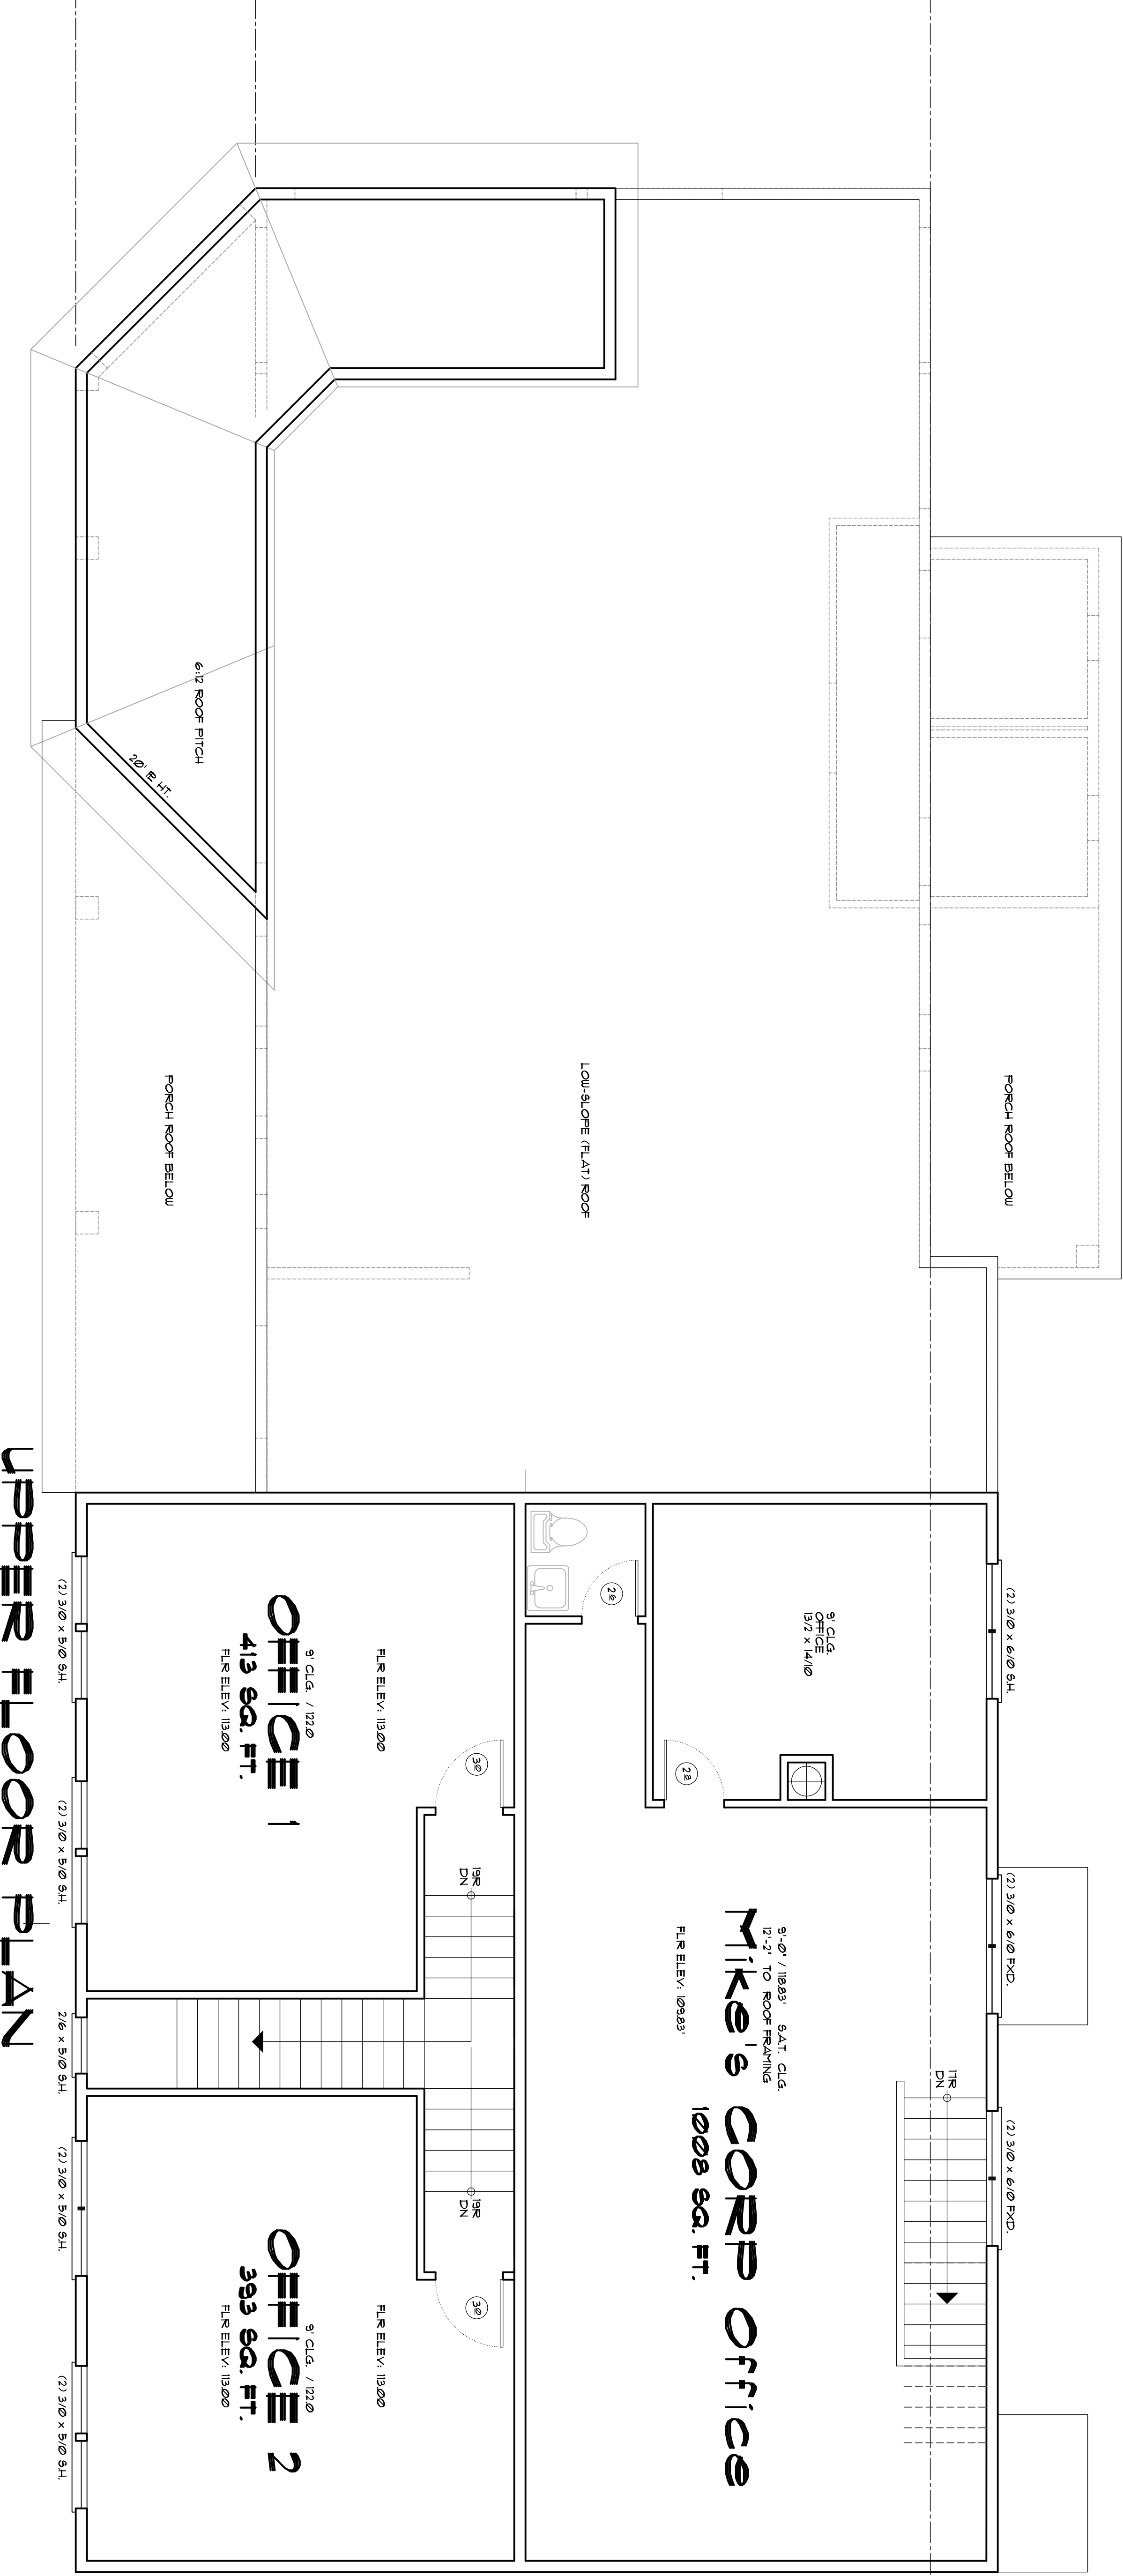 PORCH ROOF BELOW
LOW-SLOPE (FLAT) ROOF
6:12 ROOF PITCH
20' HT.
PORCH ROOF BELOW
(2) 3/0 x 6/0 S.H.
(2) 3/0 x 6/0 FXD.
(2) 3/0 x 6/0 FXD.
9' CLG.
OFFICE
13/2 x 14/10
17R
DN
28
26
9'-0" / 118.83' S.A.T. CLG.
12'-2" TO ROOF FRAMING
Mike's CORP Office
1008 SQ. FT.
FLR ELEV: 109.83'
30
19R
DN
19R
DN
30
FLR ELEV: 113.00
9' CLG. / 122.0
OFFICE 1
413 SQ. FT.
FLR ELEV: 113.00
FLR ELEV: 113.00
9' CLG. / 122.0
OFFICE 2
393 SQ. FT.
FLR ELEV: 113.00
(2) 3/0 x 5/0 S.H.
(2) 3/0 x 5/0 S.H.
2/6 x 5/0 S.H.
(2) 3/0 x 5/0 S.H.
(2) 3/0 x 5/0 S.H.
UPPER FLOOR PLAN